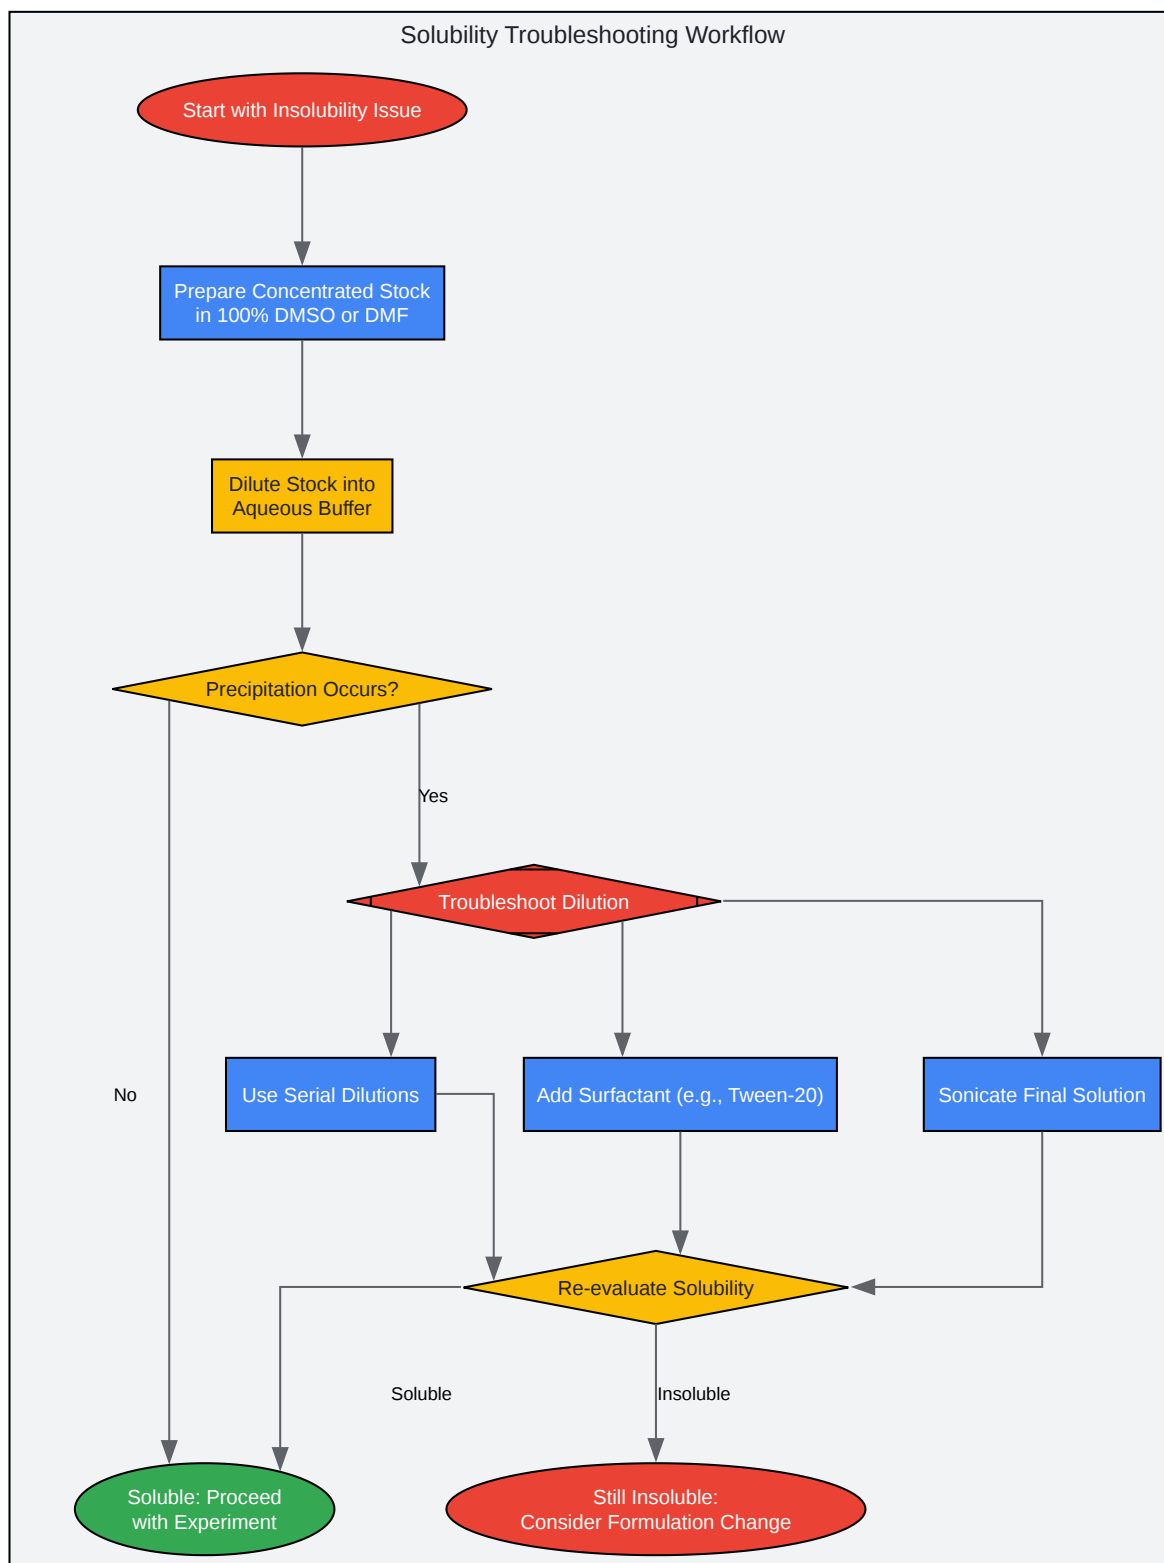 Solubility Troubleshooting Workflow
Start with Insolubility Issue
Prepare Concentrated Stock
in 100% DMSO or DMF
Dilute Stock into
Aqueous Buffer
Precipitation Occurs?
Yes
Troubleshoot Dilution
No
Use Serial Dilutions
Add Surfactant (e.g., Tween-20)
Sonicate Final Solution
Re-evaluate Solubility
Soluble
Insoluble
Soluble: Proceed
with Experiment
Still Insoluble:
Consider Formulation Change